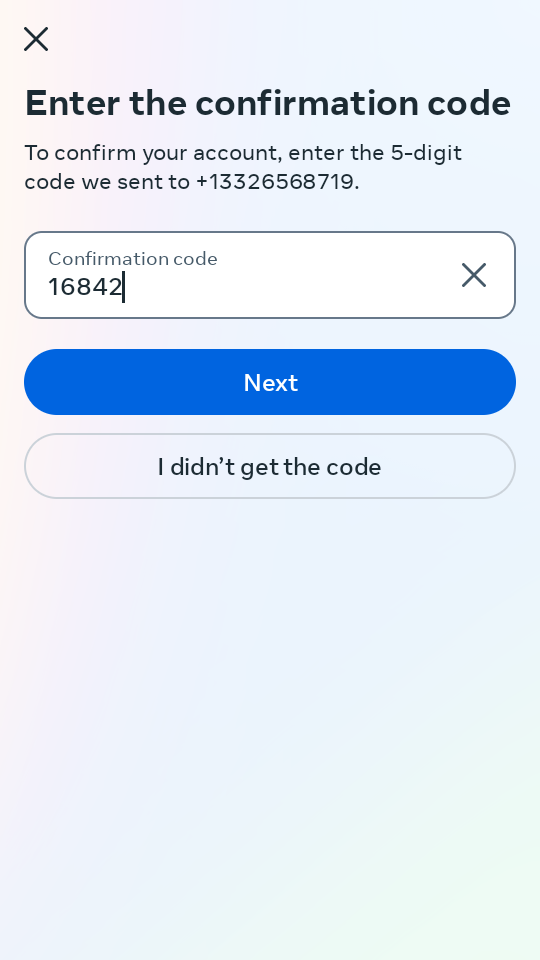 Enter the confirmation code
To confirm your account, enter the 5-digit
code we sent to +13326568719.
Confirmation code
16842
Next
I didn’t get the code